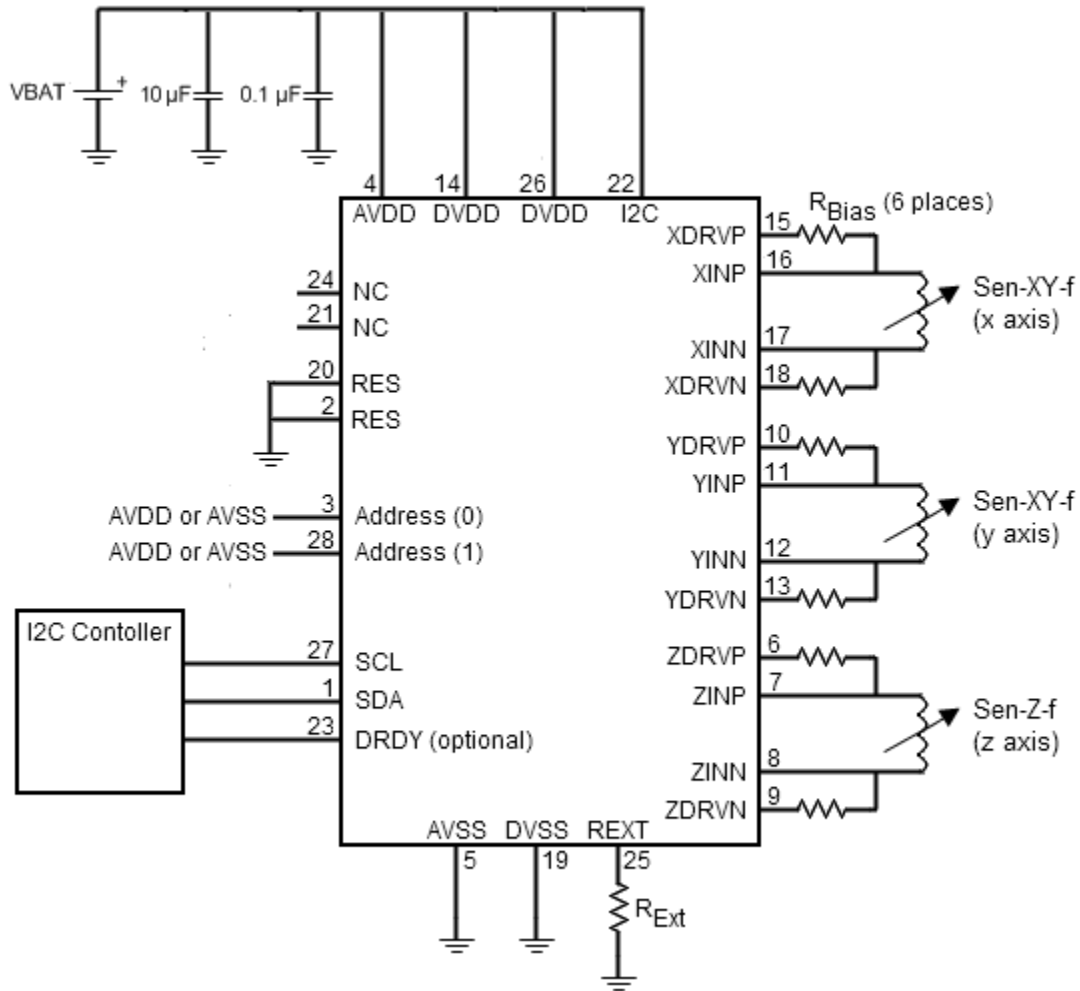 VBAT
+
10 µF
0.1 µF
4
14
26
22
AVDD
DVDD
DVDD
I2C
24
NC
21
NC
20
RES
2
RES
AVDD or AVSS
3
Address (0)
AVDD or AVSS
28
Address (1)
I2C Contoller
27
SCL
1
SDA
23
DRDY (optional)
XDRVP
15
RBias (6 places)
XINP
16
Sen-XY-f
(x axis)
XINN
17
XDRVN
18
YDRVP
10
YINP
11
Sen-XY-f
(y axis)
YINN
12
YDRVN
13
ZDRVP
6
ZINP
7
Sen-Z-f
(z axis)
ZINN
8
ZDRVN
9
AVSS
DVSS
REXT
5
19
25
RExt